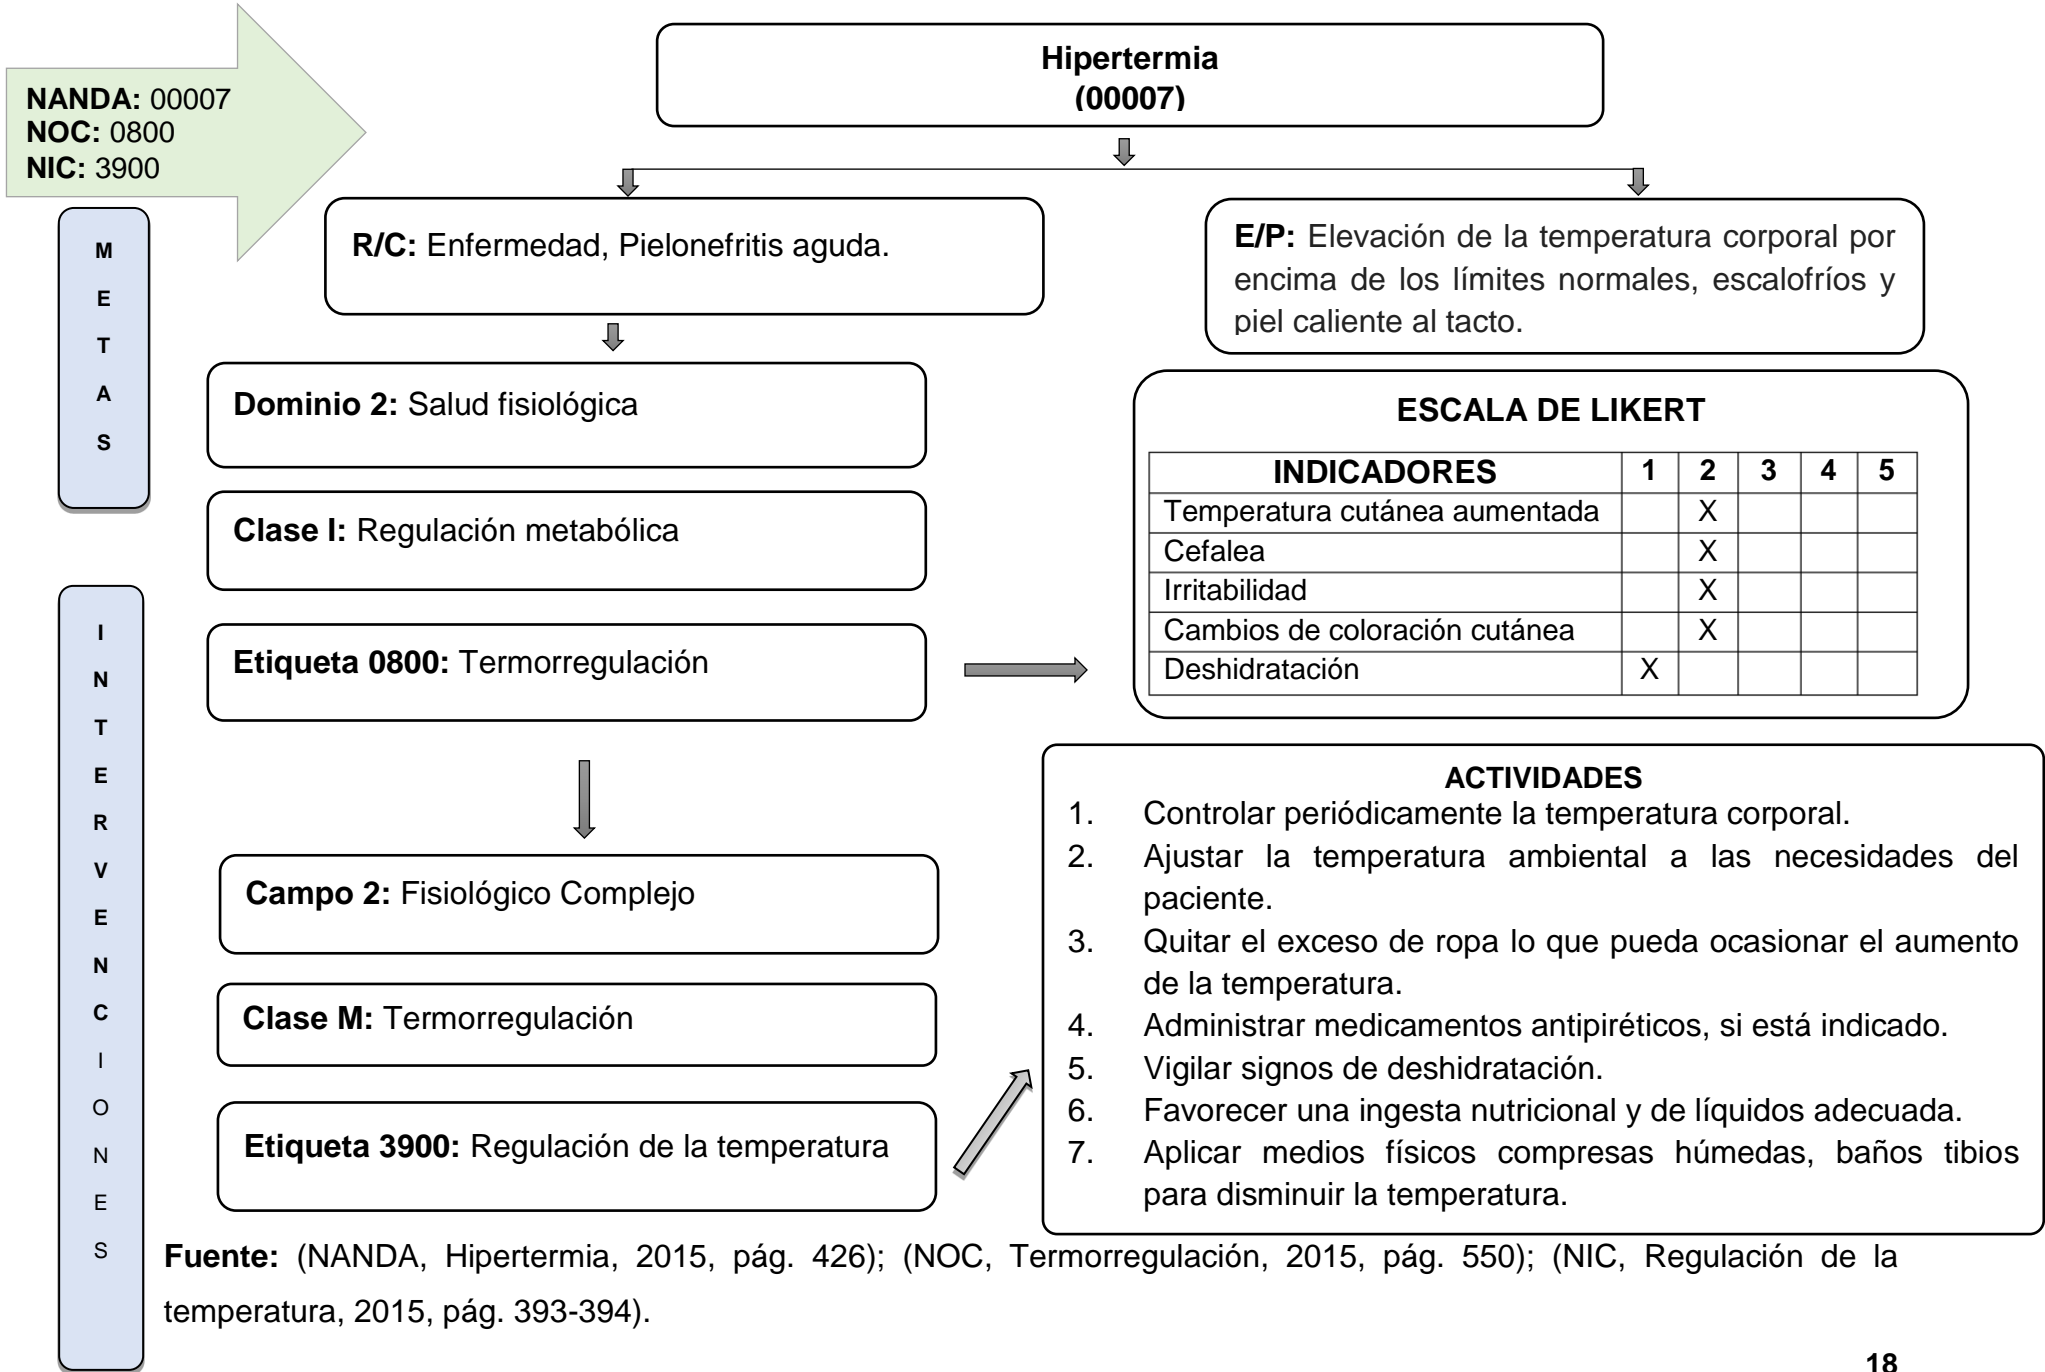 NANDA: 00007
NOC: 0800
NIC: 3900
Hipertermia
(00007)
M
E
T
A
S
R/C: Enfermedad, Pielonefritis aguda.
E/P: Elevación de la temperatura corporal por
encima de los límites normales, escalofríos y
piel caliente al tacto.
Dominio 2: Salud fisiológica
Clase I: Regulación metabólica
Etiqueta 0800: Termorregulación
ESCALA DE LIKERT
INDICADORES 1 2 3 4 5
Temperatura cutánea aumentada X
Cefalea X
Irritabilidad X
Cambios de coloración cutánea X
Deshidratación X
I
N
T
E
R
V
E
N
C
I
O
N
E
S
Campo 2: Fisiológico Complejo
Clase M: Termorregulación
Etiqueta 3900: Regulación de la temperatura
ACTIVIDADES
1. Controlar periódicamente la temperatura corporal.
2. Ajustar la temperatura ambiental a las necesidades del
paciente.
3. Quitar el exceso de ropa lo que pueda ocasionar el aumento
de la temperatura.
4. Administrar medicamentos antipiréticos, si está indicado.
5. Vigilar signos de deshidratación.
6. Favorecer una ingesta nutricional y de líquidos adecuada.
7. Aplicar medios físicos compresas húmedas, baños tibios
para disminuir la temperatura.
Fuente: (NANDA, Hipertermia, 2015, pág. 426); (NOC, Termorregulación, 2015, pág. 550); (NIC, Regulación de la
temperatura, 2015, pág. 393-394).
18